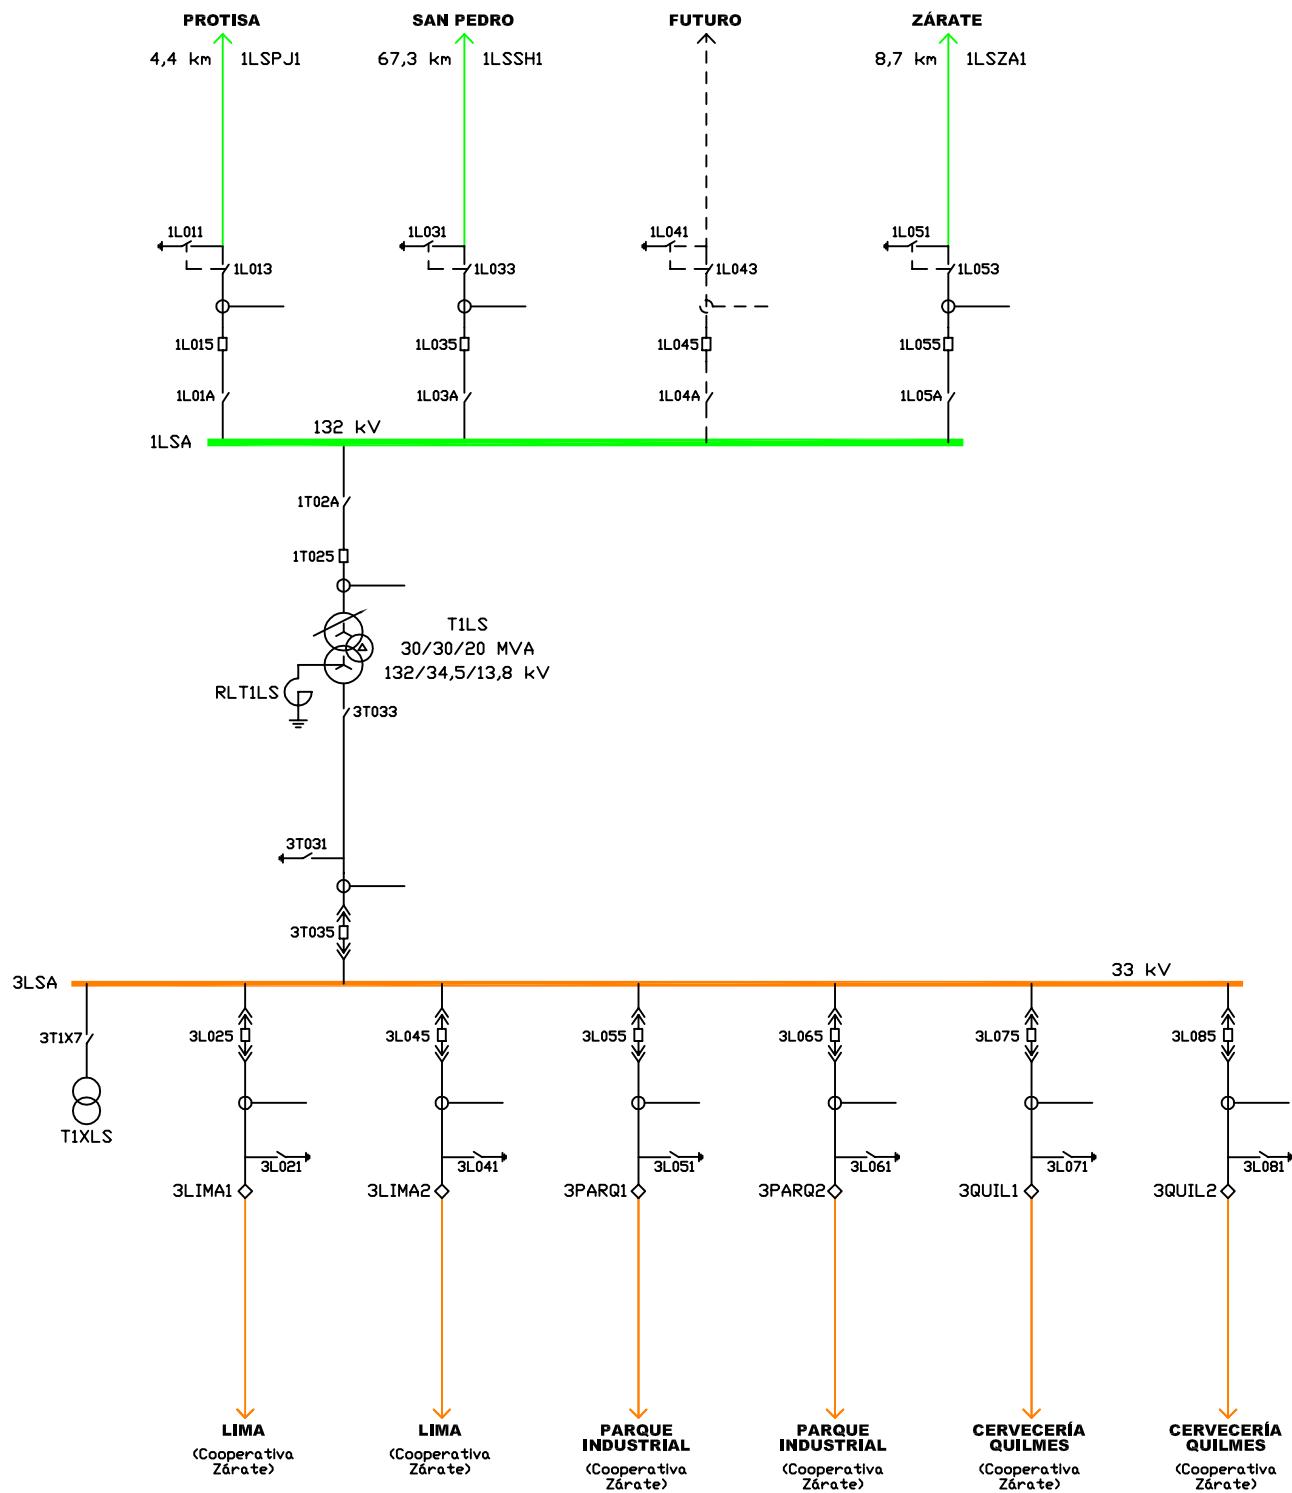 PROTISA
SAN PEDRO
FUTURO
ZÁRATE
4,4 km 1LSPJ1
67,3 km 1LSSH1
8,7 km 1LSZA1
1L011
1L031
1L041
1L051
1L013
1L033
1L043
1L053
1L015
1L035
1L045
1L055
1L01A
1L03A
1L04A
1L05A
132 kV
1LSA
1T02A
1T025
T1LS
30/30/20 MVA
132/34,5/13,8 kV
RLT1LS
3T033
3T031
3T035
33 kV
3LSA
3T1X7
3L025
3L045
3L055
3L065
3L075
3L085
T1XLS
3L021
3L041
3L051
3L061
3L071
3L081
3LIMA1
3LIMA2
3PARQ1
3PARQ2
3QUIL1
3QUIL2
LIMA
(Cooperativa
Zárate)
LIMA
(Cooperativa
Zárate)
PARQUE
INDUSTRIAL
(Cooperativa
Zárate)
PARQUE
INDUSTRIAL
(Cooperativa
Zárate)
CERVECERÍA
QUILMES
(Cooperativa
Zárate)
CERVECERÍA
QUILMES
(Cooperativa
Zárate)